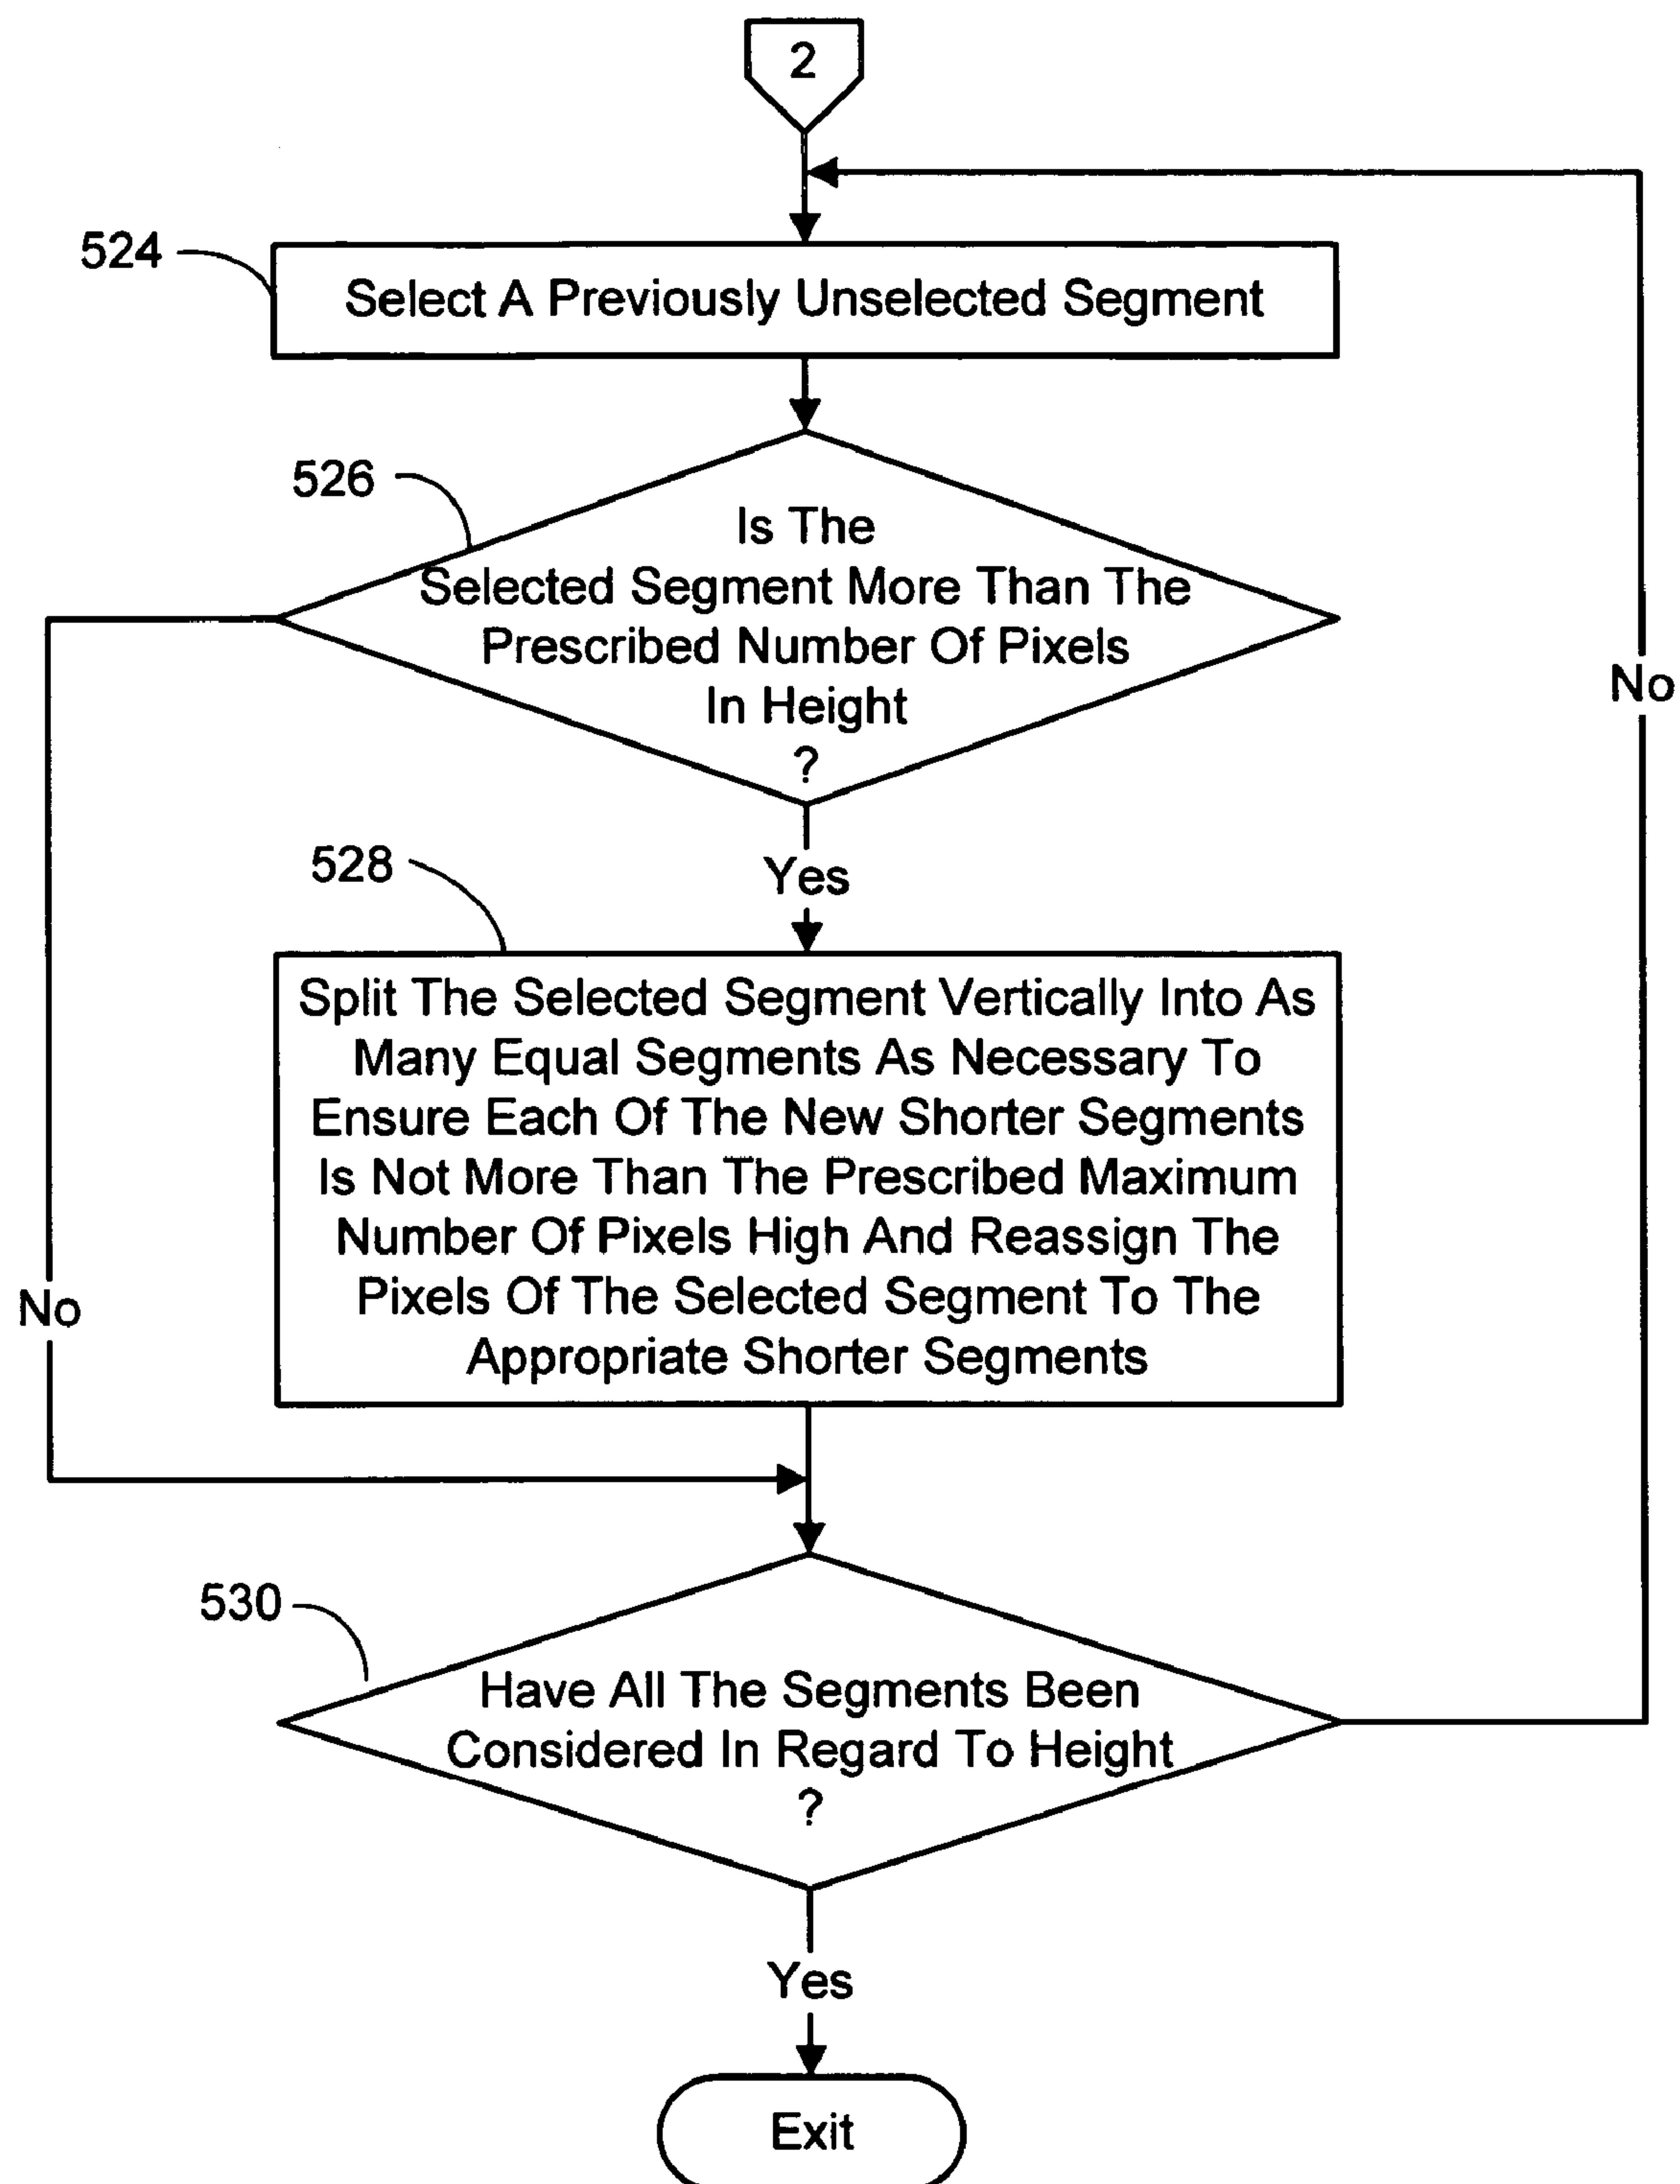 2
524
Select A Previously Unselected Segment
526
Is The
Selected Segment More Than The
Prescribed Number Of Pixels
In Height
?
No
Yes
528
Split The Selected Segment Vertically Into As
Many Equal Segments As Necessary To
Ensure Each Of The New Shorter Segments
Is Not More Than The Prescribed Maximum
Number Of Pixels High And Reassign The
Pixels Of The Selected Segment To The
Appropriate Shorter Segments
No
530
Have All The Segments Been
Considered In Regard To Height
?
Yes
Exit